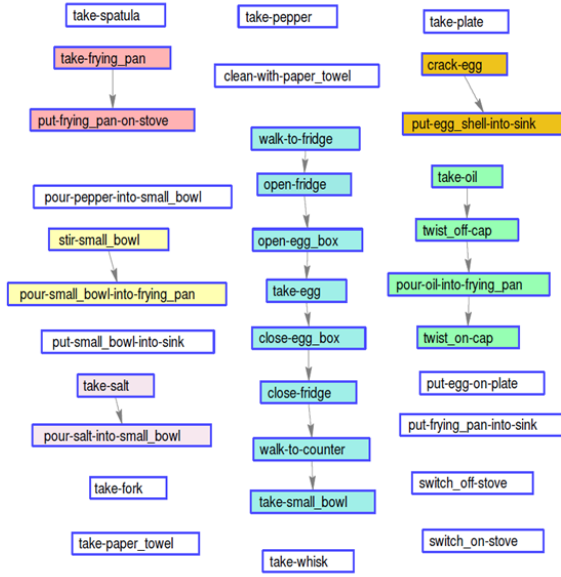 take-spatula
take-pepper
take-plate
take-frying_pan
crack-egg
clean-with-paper_towel
put-frying_pan-on-stove
put-egg_shell-into-sink
walk-to-fridge
take-oil
open-fridge
pour-pepper-into-small_bowl
twist_off-cap
stir-small_bowl
open-egg_box
pour-oil-into-frying_pan
take-egg
pour-small_bowl-into-frying_pan
twist_on-cap
close-egg_box
put-small_bowl-into-sink
put-egg-on-plate
take-salt
close-fridge
put-frying_pan-into-sink
pour-salt-into-small_bowl
walk-to-counter
switch_off-stove
take-fork
take-small_bowl
switch_on-stove
take-paper_towel
take-whisk